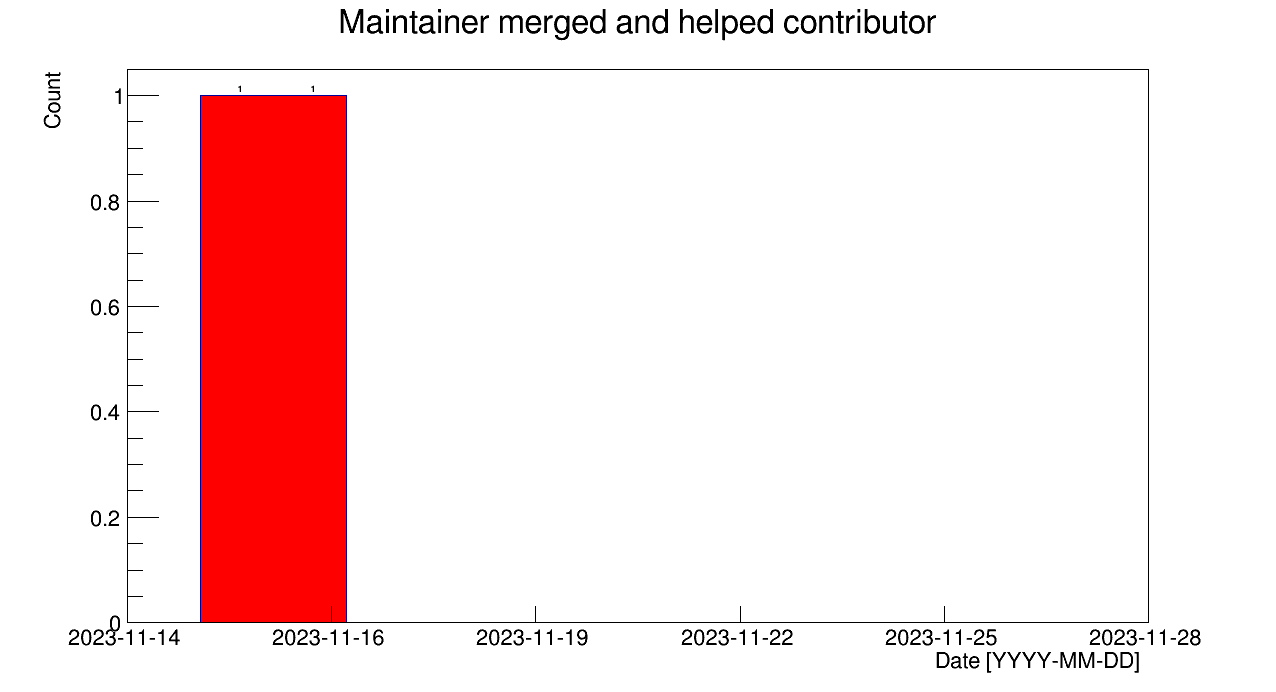 Maintainer merged and helped contributor
Count
1 1
1
0.8
0.6
0.4
0.2
0
2023-11-14 2023-11-16 2023-11-19 2023-11-22 2023-11-25 2023-11-28
Date [YYYY-MM-DD]